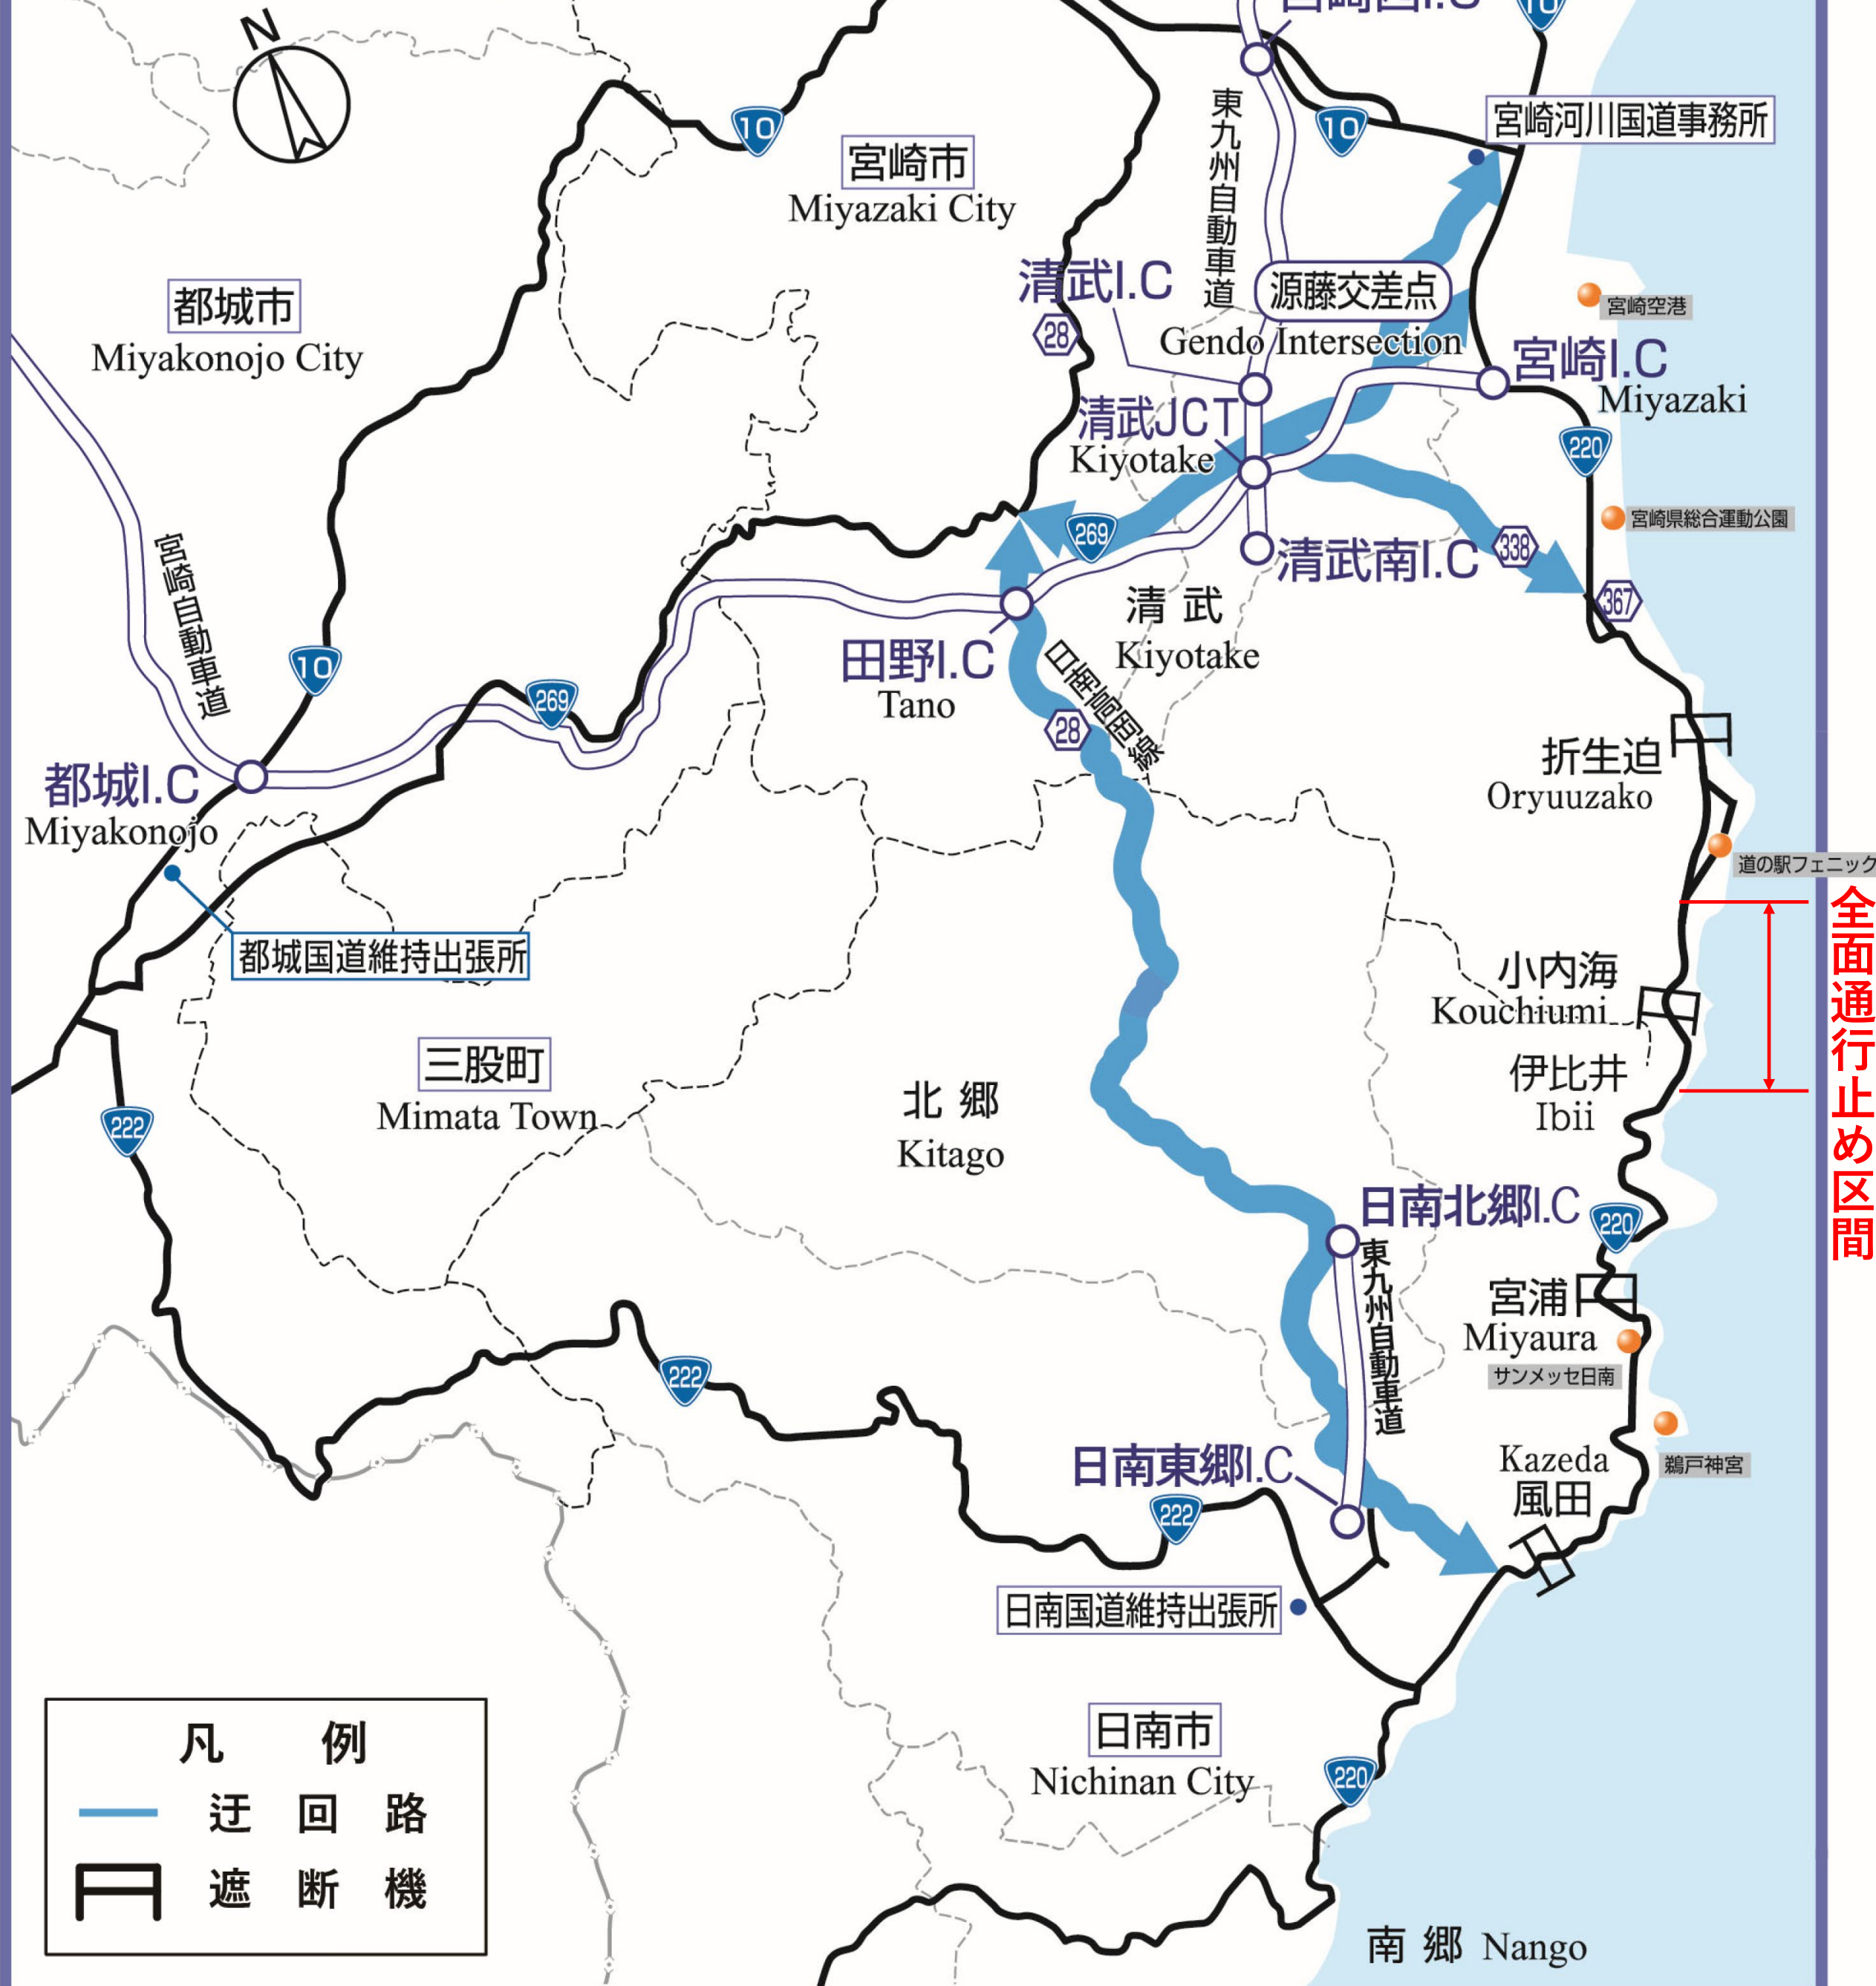 宮崎西I.C
10
N
東九州自動車道
10
10
宮崎河川国道事務所
宮崎市
Miyazaki City
清武I.C
源藤交差点
Gendo Intersection
宮崎空港
都城市
Miyakonojo City
28
宮崎I.C
Miyazaki
清武JCT
Kiyotake
220
宮崎県総合運動公園
269
清武南I.C
338
367
宮崎自動車道
清武
Kiyotake
田野I.C
Tano
日南高岡線
28
10
269
折生迫
Oryuuzako
都城I.C
Miyakonojo
道の駅フェニック
全面通行止め区間
都城国道維持出張所
小内海
Kouchiumi
三股町
Mimata Town
北郷
Kitago
伊比井
Ibii
222
日南北郷I.C
220
東九州自動車道
宮浦
Miyaura
サンメッセ日南
222
日南東郷I.C
222
Kazeda
風田
鵜戸神宮
日南国道維持出張所
日南市
Nichinan City
220
凡例
迂回路
遮断機
南郷 Nango